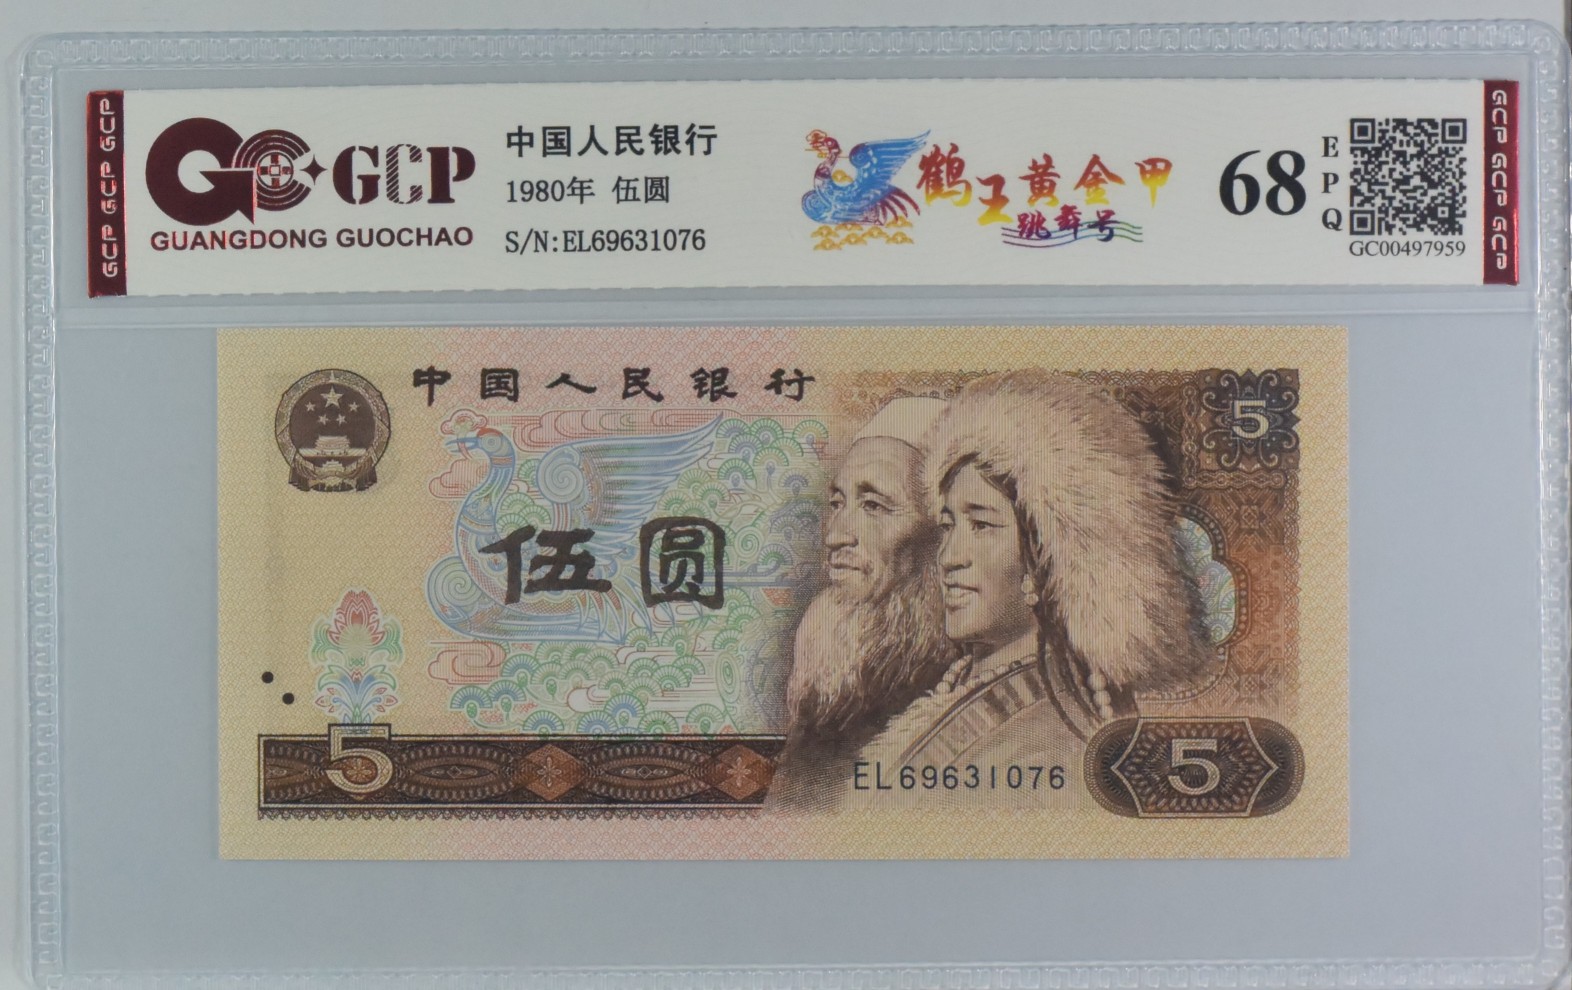 GCP GCP GCP
GC GCP
GUANGDONG GUOCHAO
中国人民银行
1980年 伍圆
S/N:EL69631076
鹤王黄金甲
跳舞号
68
EPQ
GC00497959
GCP GCP GCP
中国人民银行
5
伍圆
5
EL69631076
5